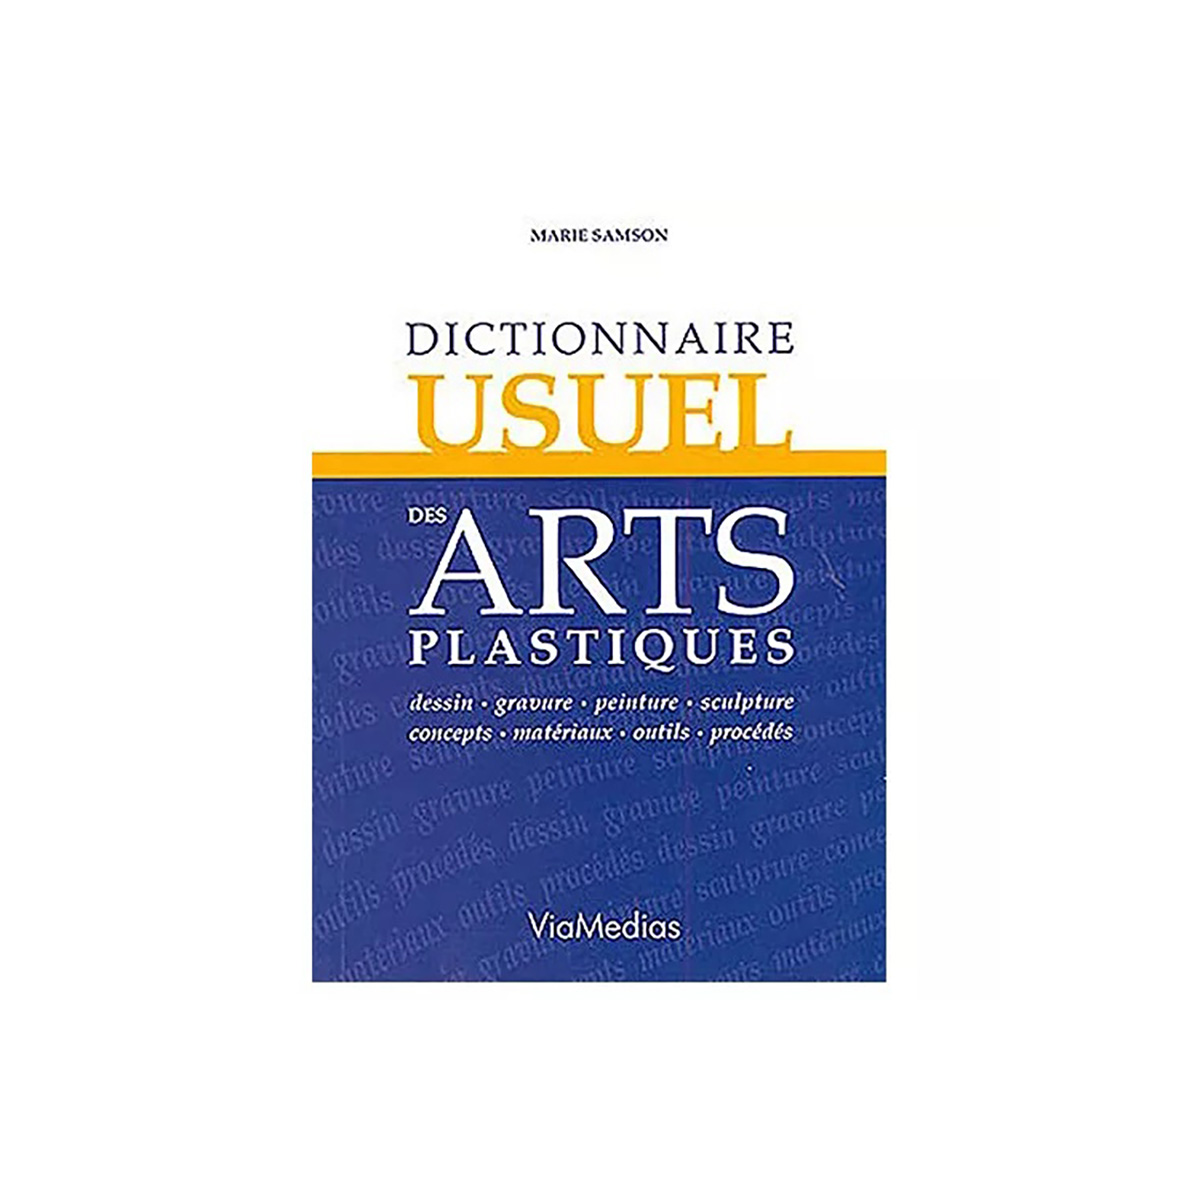 MARIE SAMSON
DICTIONNAIRE
USUEL
DES ARTS
PLASTIQUES
dessin • gravure • peinture • sculpture
concepts • matériaux • outils • procédés
ViaMedias